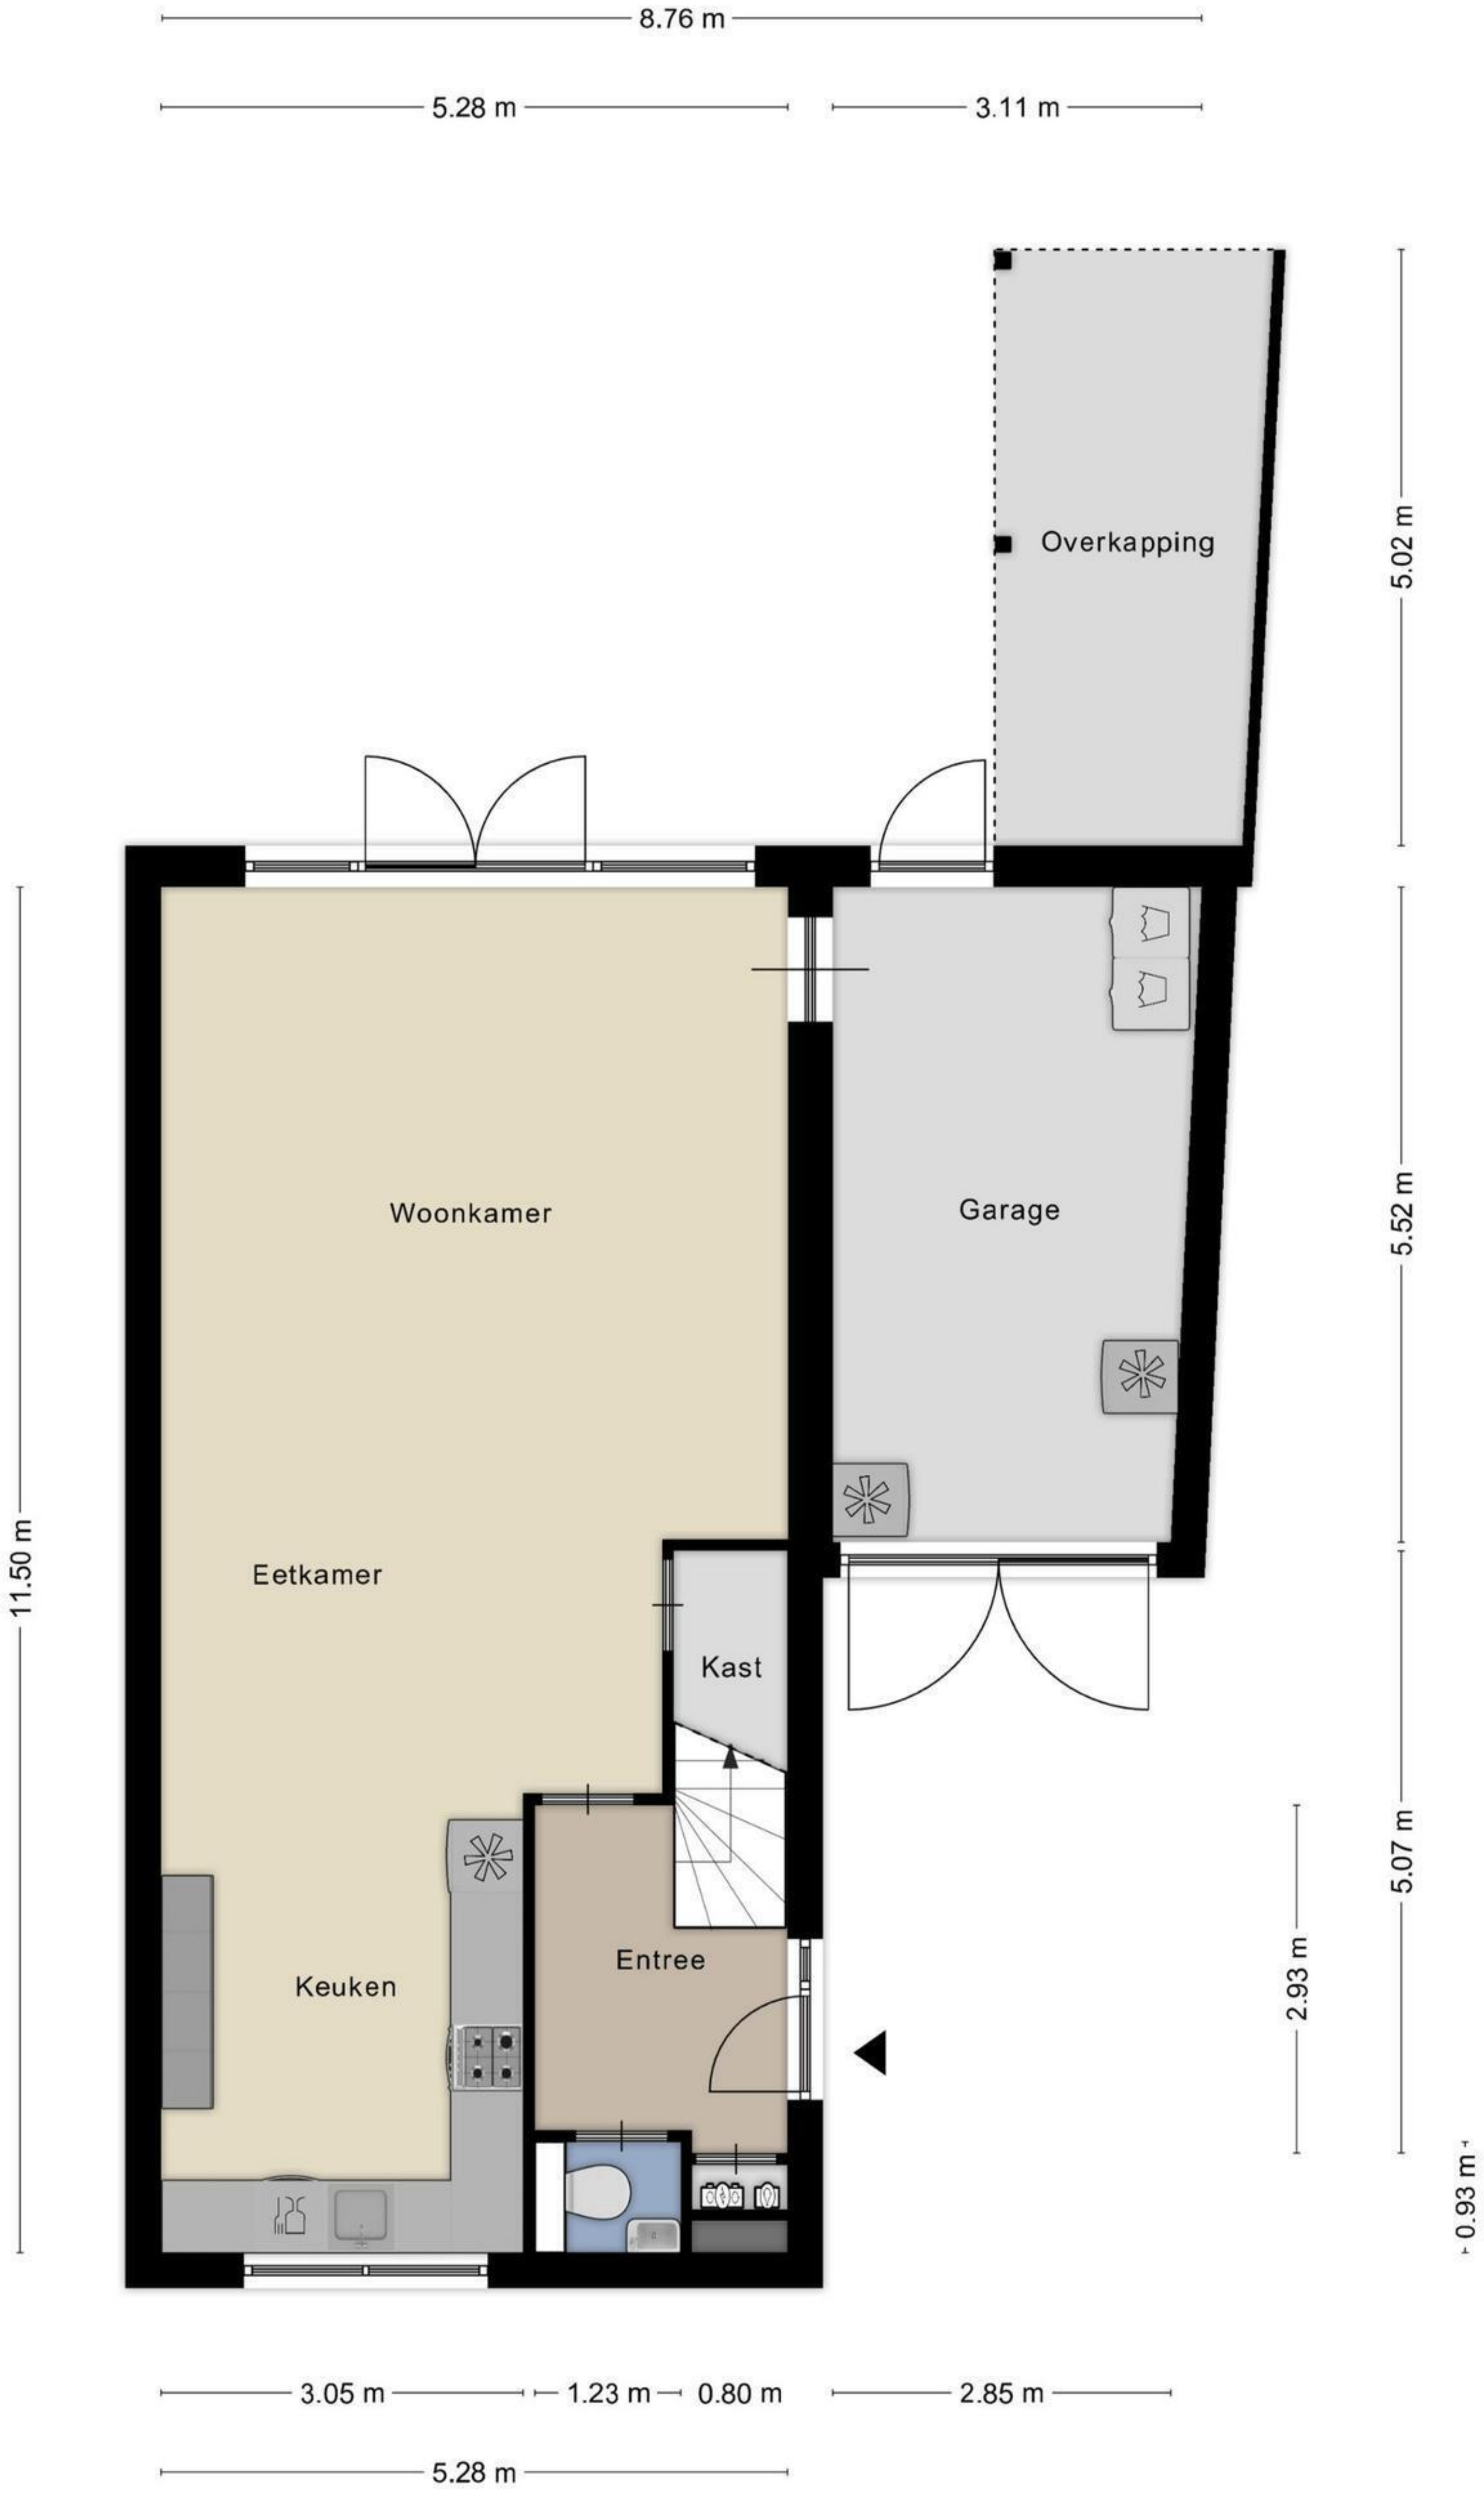 8.76 m
5.28 m
3.11 m
Overkapping
5.02 m
Woonkamer
Garage
5.52 m
11.50 m
Eetkamer
Kast
5.07 m
Entree
2.93 m
Keuken
0.93 m
3.05 m
1.23 m
0.80 m
2.85 m
5.28 m